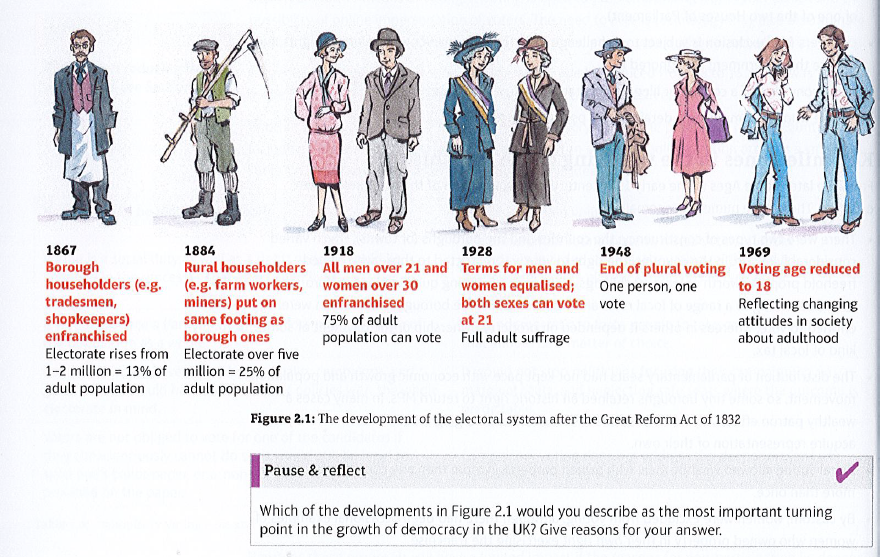 1867
Borough
householders (e.g.
tradesmen,
shopkeepers)
enfranchised
Electorate rises from
1–2 million = 13% of
adult population
1884
Rural householders
(e.g. farm workers,
miners) put on
same footing as
borough ones
Electorate over five
million = 25% of
adult population
1918
All men over 21 and
women over 30
enfranchised
75% of adult
population can vote
1928
Terms for men and
women equalised;
both sexes can vote
at 21
Full adult suffrage
1948
End of plural voting
One person, one
vote
1969
Voting age reduced
to 18
Reflecting changing
attitudes in society
about adulthood
Figure 2.1: The development of the electoral system after the Great Reform Act of 1832
Pause & reflect
Which of the developments in Figure 2.1 would you describe as the most important turning
point in the growth of democracy in the UK? Give reasons for your answer.